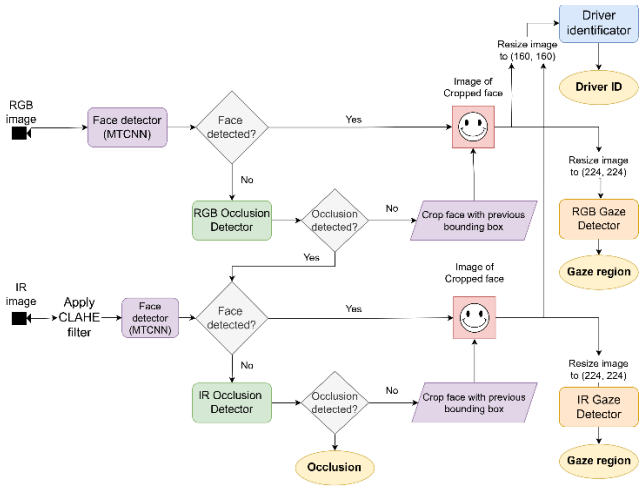 Driver
identificator
Resize image
to (160, 160)
Driver ID
Image of
Cropped face
RGB
image
Face detector
(MTCNN)
Face
detected?
Yes
No
Resize image
to (224, 224)
RGB Occlusion
Detector
Occlusion
detected?
No
Crop face with previous
bounding box
RGB Gaze
Detector
Yes
Gaze region
Image of
Cropped face
IR
image
Apply
CLAHE
filter
Face
detector
(MTCNN)
Face
detected?
Yes
No
Resize image
to (224, 224)
IR Occlusion
Detector
Occlusion
detected?
No
Crop face with previous
bounding box
IR Gaze
Detector
Occlusion
Gaze region